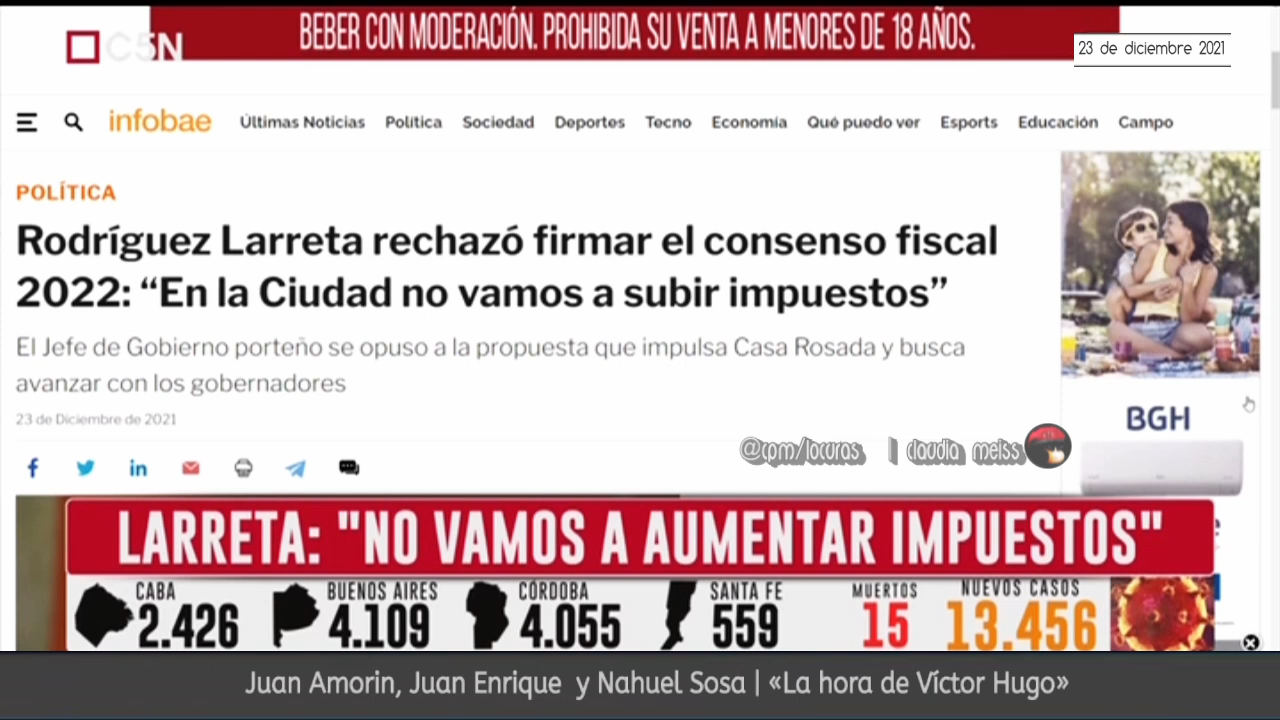 BEBER CON MODERACIÓN. PROHIBIDA SU VENTA A MENORES DE 18 AÑOS.
C5N
23 de diciembre 2021
infobae Últimas Noticias Política Sociedad Deportes Tecno Economía Qué puedo ver Esports Educación Campo
POLÍTICA
Rodríguez Larreta rechazó firmar el consenso fiscal
2022: “En la Ciudad no vamos a subir impuestos”
El Jefe de Gobierno porteño se opuso a la propuesta que impulsa Casa Rosada y busca
avanzar con los gobernadores
23 de Diciembre de 2021
BGH
@cpm/locuras | claudia meiss
LARRETA: "NO VAMOS A AUMENTAR IMPUESTOS"
CABA BUENOS AIRES CÓRDOBA SANTA FE MUERTOS NUEVOS CASOS
2.426 4.109 4.055 559 15 13.456
Juan Amorin, Juan Enrique y Nahuel Sosa | «La hora de Víctor Hugo»